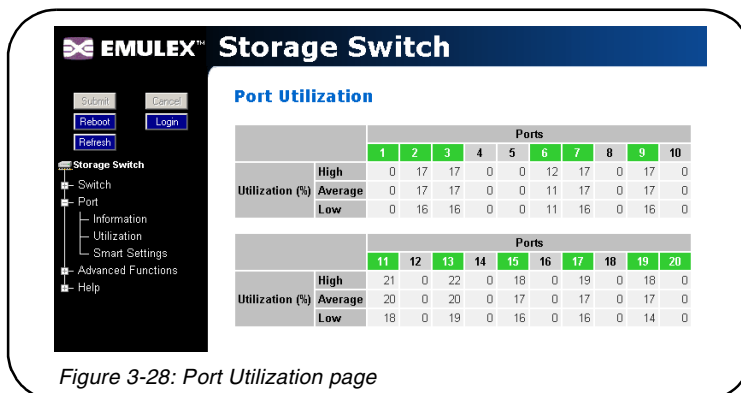 EMULEX™ Storage Switch
Submit Cancel
Reboot Login
Refresh
Storage Switch
Switch
Port
Information
Utilization
Smart Settings
Advanced Functions
Help
Port Utilization
Ports
1 2 3 4 5 6 7 8 9 10
Utilization (%)
High 0 17 17 0 0 12 17 0 17 0
Average 0 17 17 0 0 11 17 0 17 0
Low 0 16 16 0 0 11 16 0 16 0
Ports
11 12 13 14 15 16 17 18 19 20
Utilization (%)
High 21 0 22 0 18 0 19 0 18 0
Average 20 0 20 0 17 0 17 0 17 0
Low 18 0 19 0 16 0 16 0 14 0
Figure 3-28: Port Utilization page